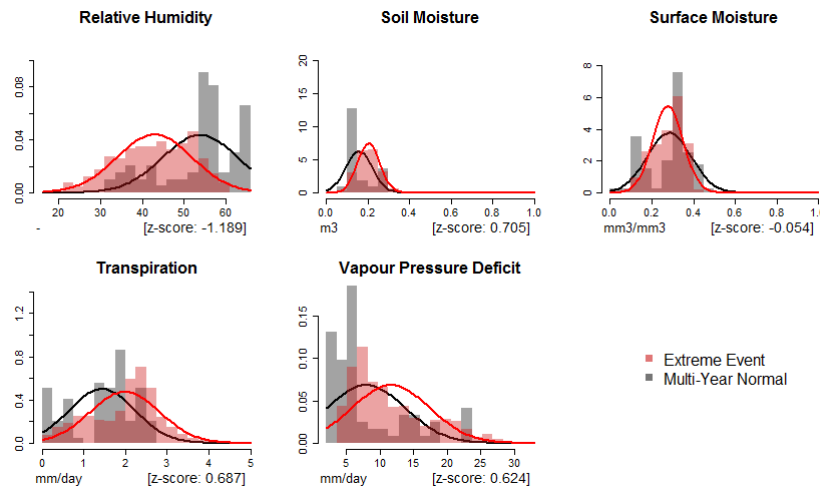 Relative Humidity
Soil Moisture
Surface Moisture
0.00 0.04 0.08
20 30 40 50 60
- [z-score: -1.189]
0 5 10 15 20
0.0 0.2 0.4 0.6 0.8 1.0
m3 [z-score: 0.705]
0 2 4 6 8
0.0 0.2 0.4 0.6 0.8 1.0
mm3/mm3 [z-score: -0.054]
Transpiration
Vapour Pressure Deficit
0.0 0.4 0.8 1.2
0 1 2 3 4 5
mm/day [z-score: 0.687]
0.00 0.05 0.10 0.15
5 10 15 20 25 30
mm/day [z-score: 0.624]
Extreme Event
Multi-Year Normal